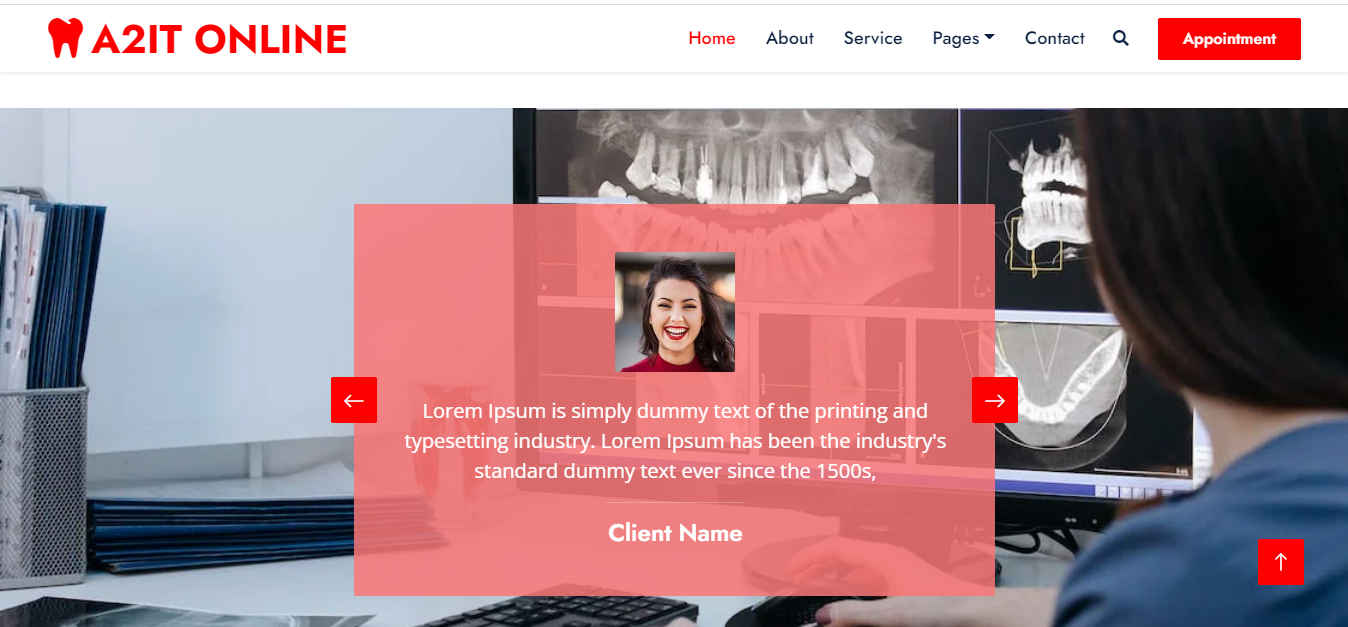 A2IT ONLINE
Home About Service Pages Contact Appointment
Lorem Ipsum is simply dummy text of the printing and
typesetting industry. Lorem Ipsum has been the industry's
standard dummy text ever since the 1500s,
Client Name